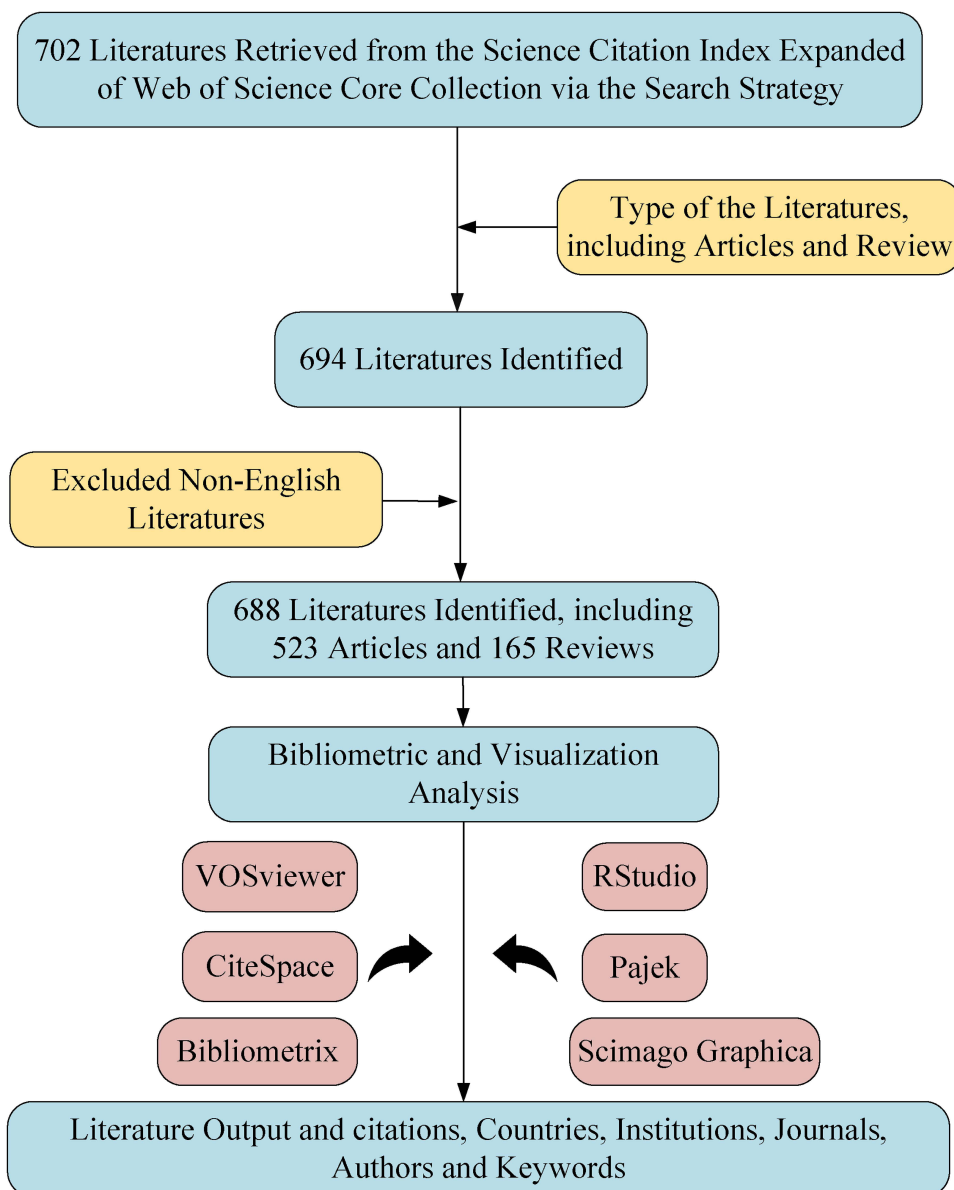 702 Literatures Retrieved from the Science Citation Index Expanded
of Web of Science Core Collection via the Search Strategy
Type of the Literatures,
including Articles and Review
694 Literatures Identified
Excluded Non-English
Literatures
688 Literatures Identified, including
523 Articles and 165 Reviews
Bibliometric and Visualization
Analysis
VOSviewer
RStudio
CiteSpace
Pajek
Bibliometrix
Scimago Graphica
Literature Output and citations, Countries, Institutions, Journals,
Authors and Keywords